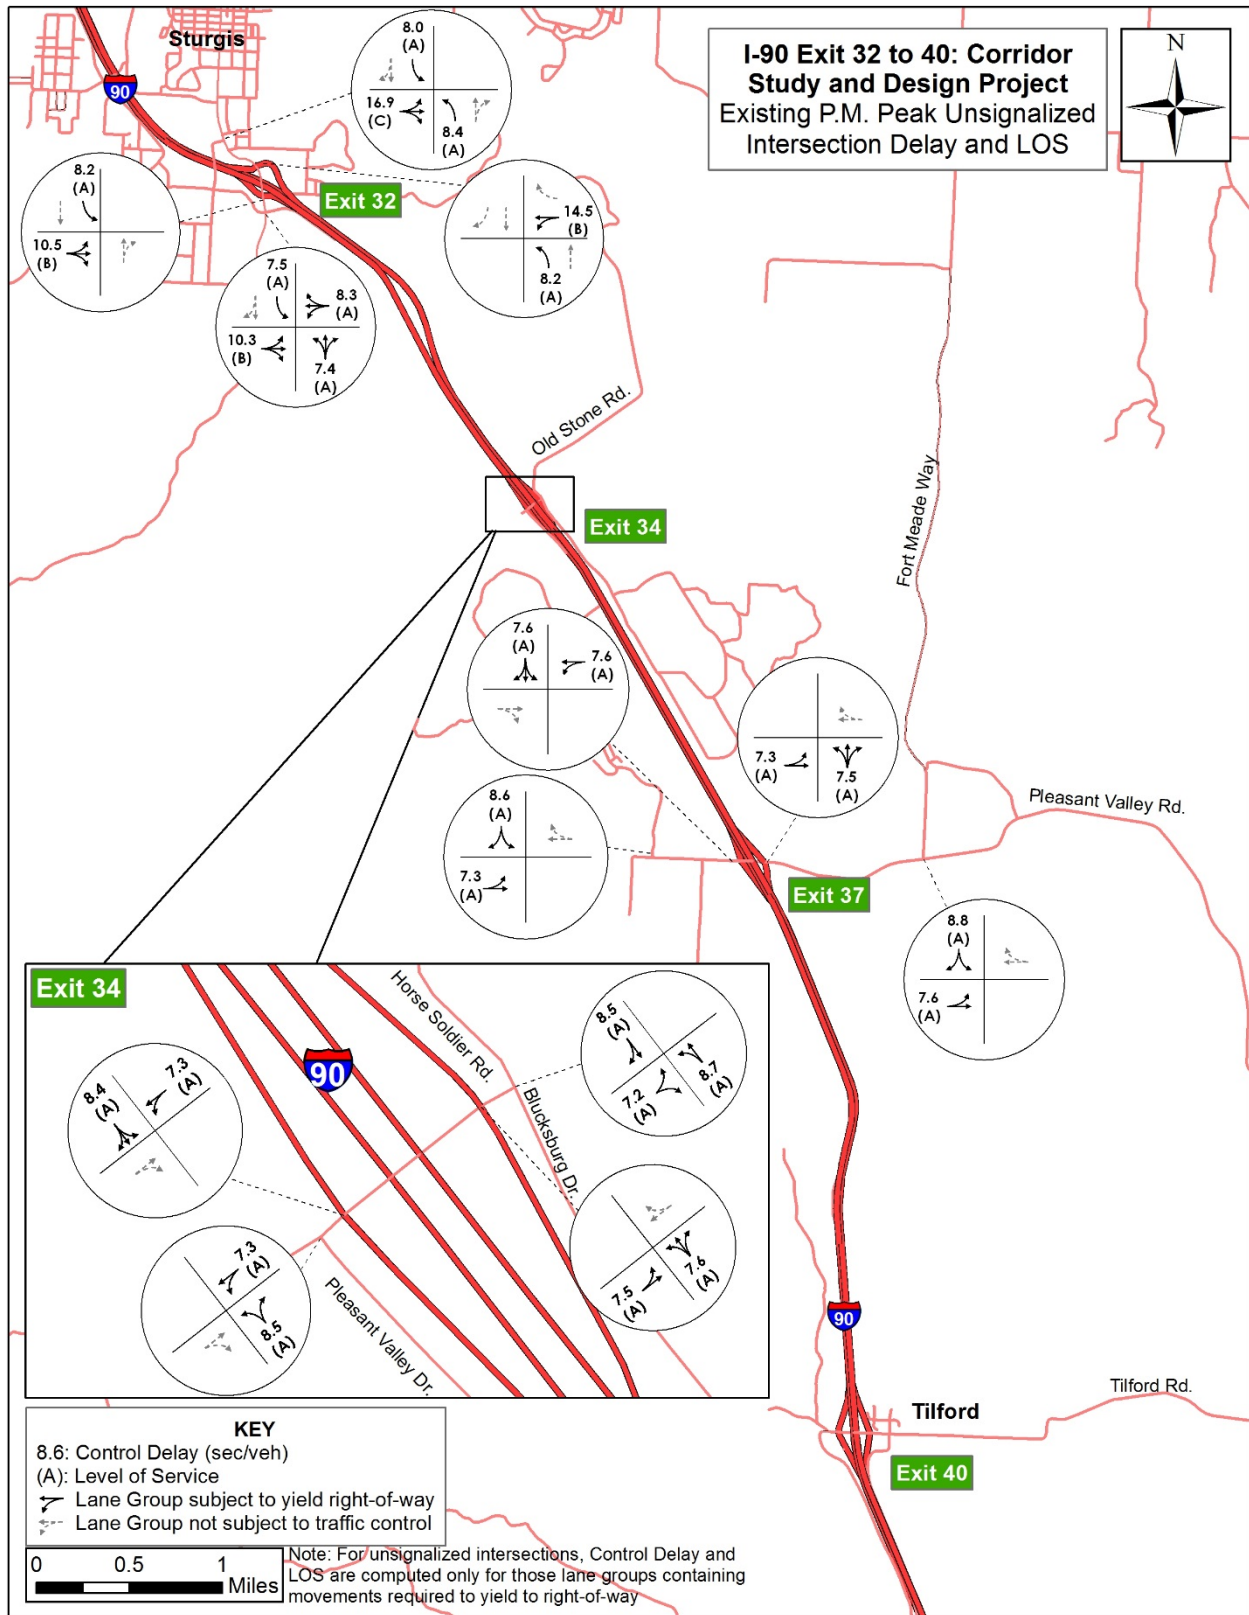 Sturgis
90
I-90 Exit 32 to 40: Corridor
Study and Design Project
Existing P.M. Peak Unsignalized
Intersection Delay and LOS
N
8.0
(A)
16.9
(C)
8.4
(A)
8.2
(A)
10.5
(B)
Exit 32
14.5
(B)
8.2
(A)
7.5
(A)
8.3
(A)
10.3
(B)
7.4
(A)
Old Stone Rd.
Exit 34
Fort Meade Way
7.6
(A)
7.6
(A)
7.3
(A)
7.5
(A)
8.6
(A)
7.3
(A)
Pleasant Valley Rd.
Exit 37
8.8
(A)
7.6
(A)
Exit 34
90
Horse Soldier Rd.
Blucksburg Dr.
8.5
(A)
7.2
(A)
8.7
(A)
8.4
(A)
7.3
(A)
7.3
(A)
8.5
(A)
7.5
(A)
7.6
(A)
Pleasant Valley Dr.
90
Tilford
Tilford Rd.
Exit 40
KEY
8.6: Control Delay (sec/veh)
(A): Level of Service
Lane Group subject to yield right-of-way
Lane Group not subject to traffic control
0 0.5 1
Miles
Note: For unsignalized intersections, Control Delay and
LOS are computed only for those lane groups containing
movements required to yield to right-of-way